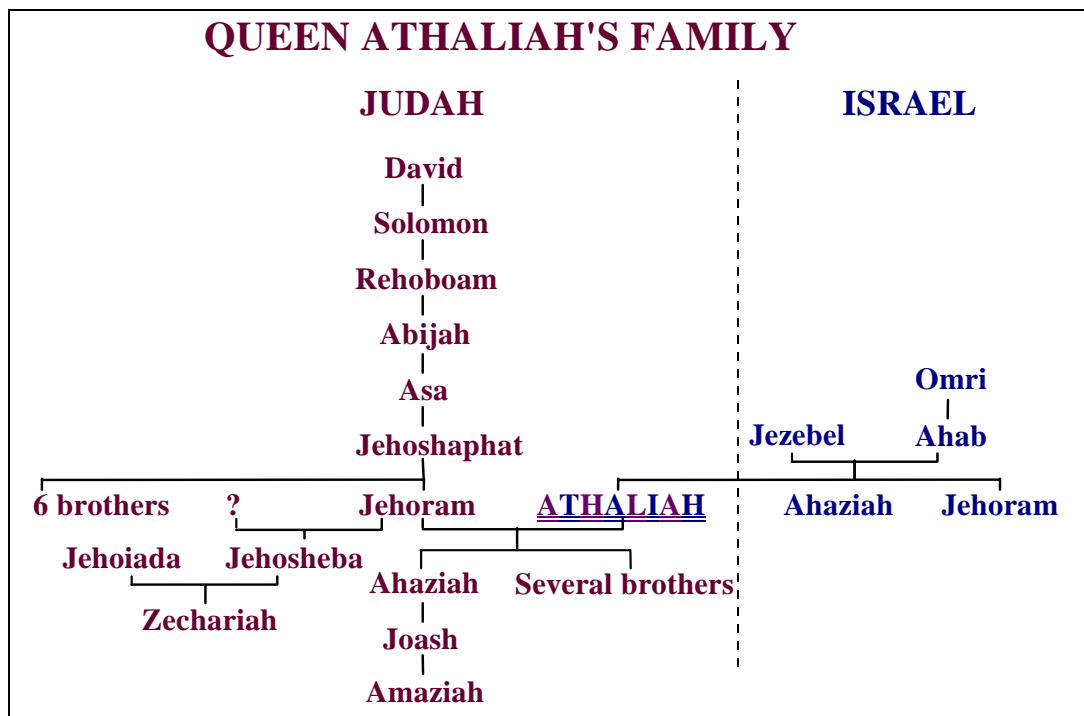 QUEEN ATHALIAH'S FAMILY
JUDAH ISRAEL
David
Solomon
Rehoboam
Abijah
Asa Omri
Jehoshaphat Jezebel Ahab
6 brothers ? Jehoram ATHALIAH Ahaziah Jehoram
Jehoiada Jehosheba Ahaziah Several brothers
Zechariah
Joash
Amaziah